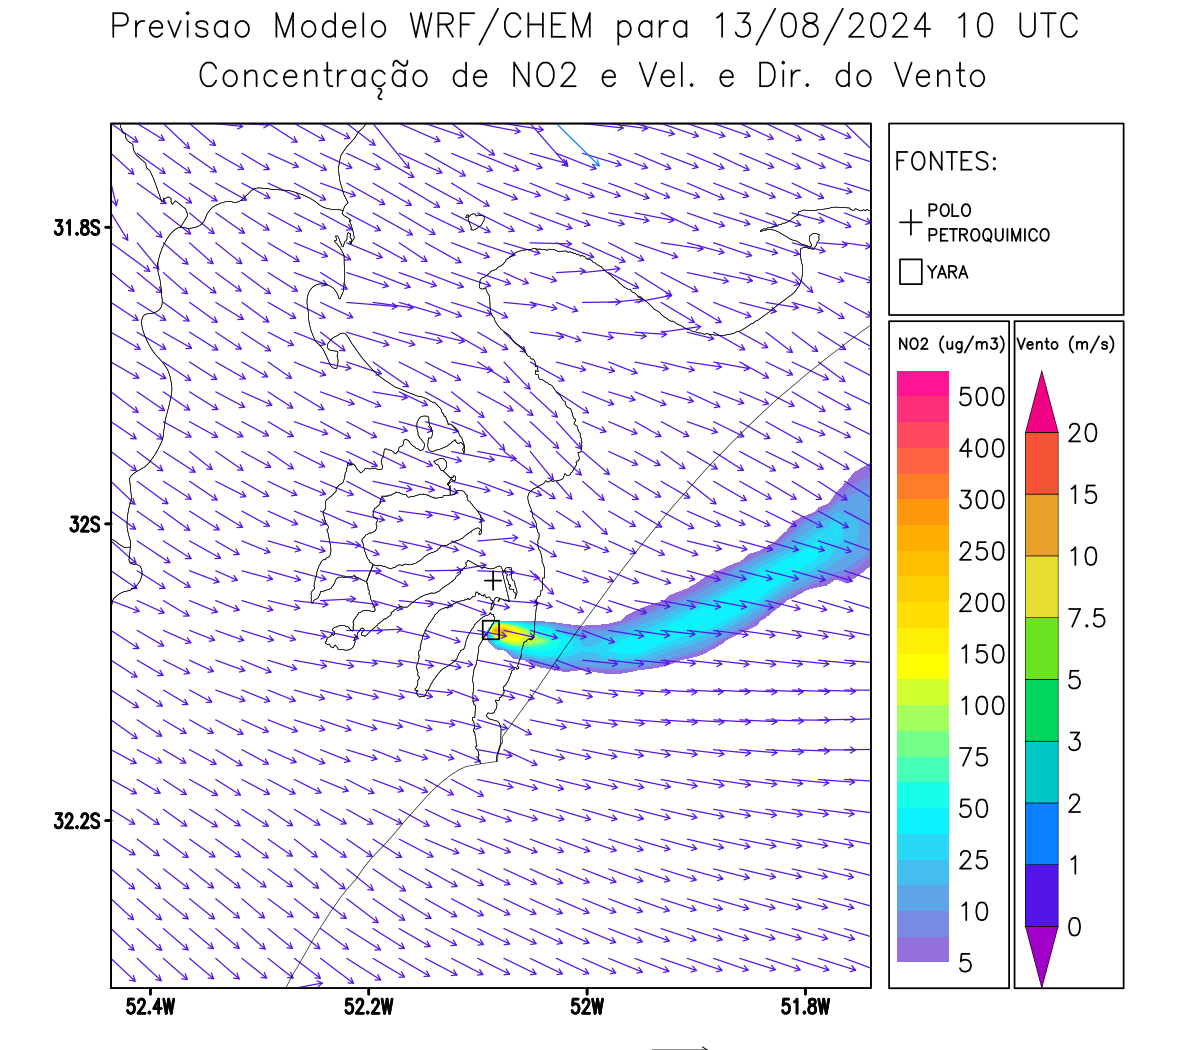 Previsao Modelo WRF/CHEM para 13/08/2024 10 UTC
Concentração de NO2 e Vel. e Dir. do Vento
FONTES:
POLO
PETROQUIMICO
YARA
31.8S
32S
32.2S
52.4W
52.2W
52W
51.8W
NO2 (ug/m3)
500
400
300
250
200
150
100
75
50
25
10
5
Vento (m/s)
20
15
10
7.5
5
3
2
1
0